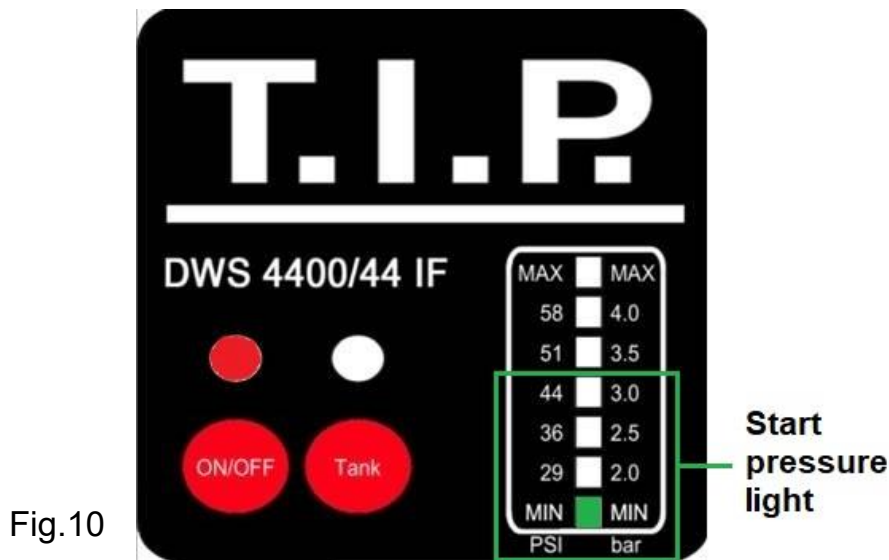 T.I.P.
DWS 4400/44 IF
MAX MAX
58 4.0
51 3.5
44 3.0
36 2.5
29 2.0
MIN MIN
PSI bar
ON/OFF Tank
Start
pressure
light
Fig.10